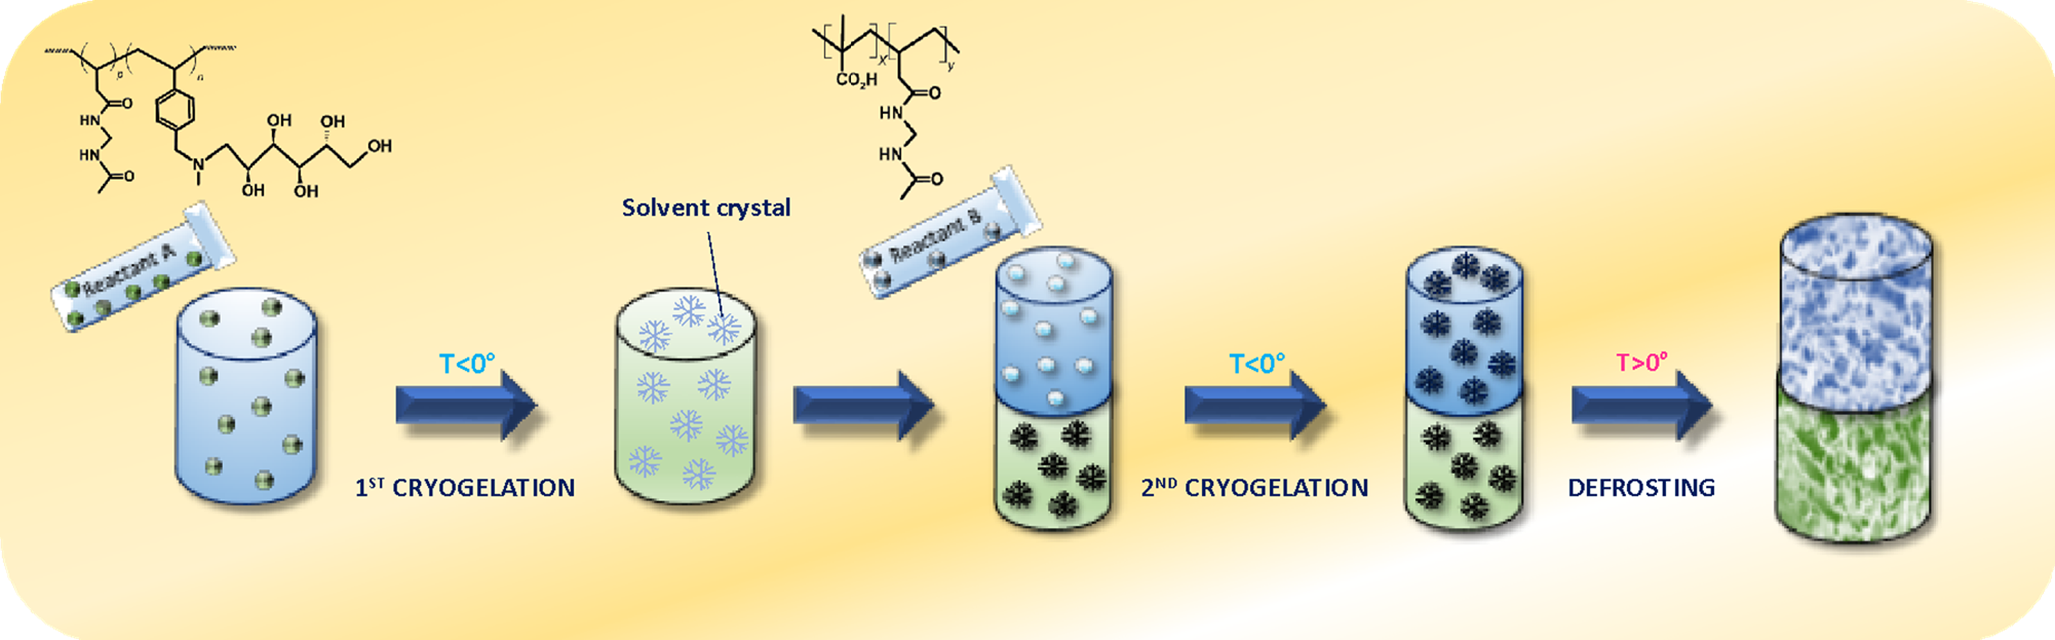 p
n
O
HN
HN
O
N
OH
OH
OH
OH
OH
Reactant A
T<0°
1ST CRYOGELATION
Solvent crystal
x
y
CO2H
O
HN
HN
O
Reactant B
T<0°
2ND CRYOGELATION
T>0°
DEFROSTING